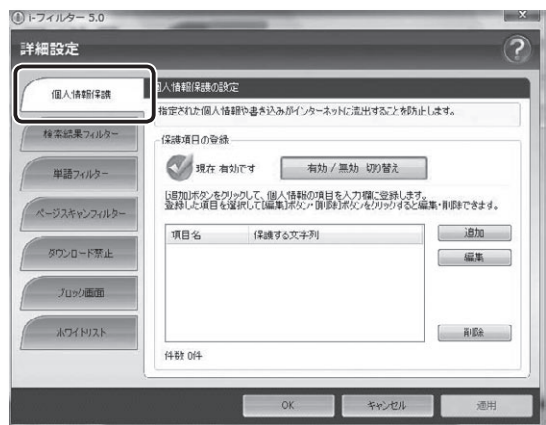 i-フィルター 5.0
詳細設定
?
個人情報保護
検索結果フィルター
単語フィルター
ページスキャンフィルター
ダウンロード禁止
ブロック画面
ホワイトリスト
個人情報保護の設定
指定された個人情報や書き込みがインターネットに流出することを防止します。
保護項目の登録
現在 有効です
有効 / 無効 切り替え
[追加]ボタンをクリックして、個人情報の項目を入力欄に登録します。
登録した項目を選択して[編集]ボタン・[削除]ボタンをクリックすると編集・削除できます。
項目名 保護する文字列
追加
編集
削除
件数 0件
OK キャンセル 適用